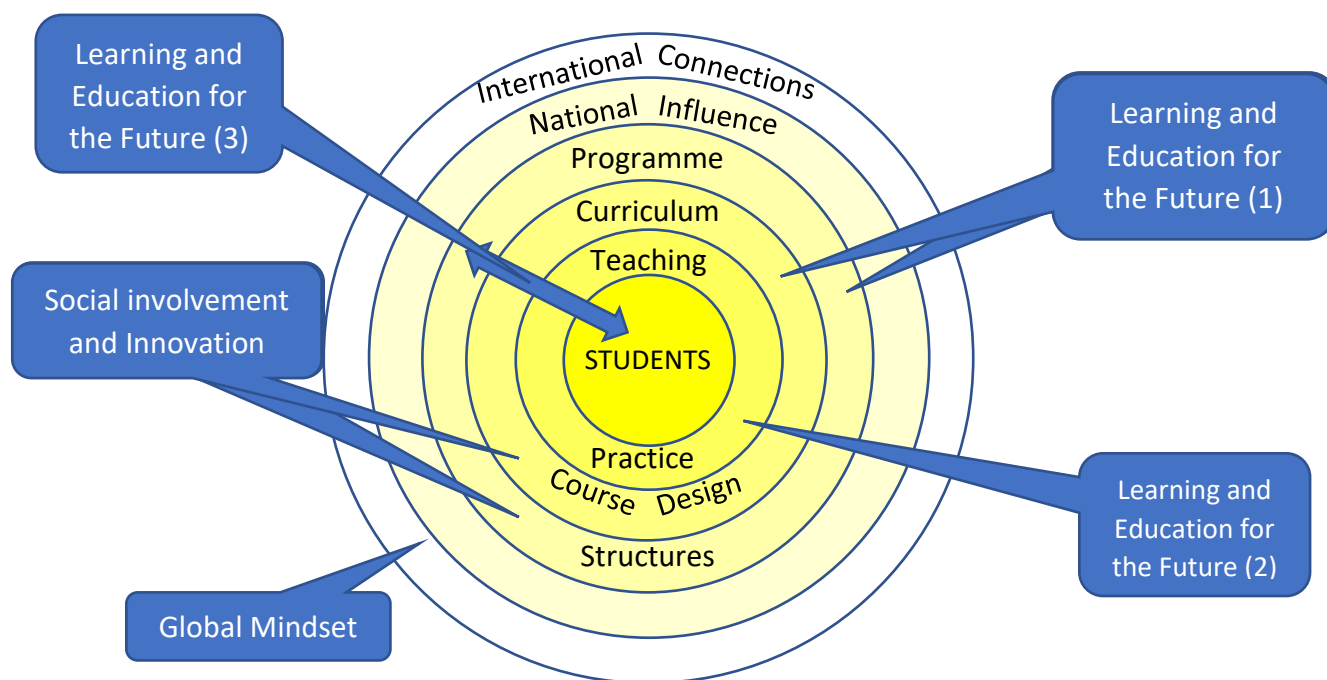 Learning and
Education for
the Future (3)
International Connections
National Influence
Programme
Curriculum
Teaching
STUDENTS
Practice
Course Design
Structures
Learning and
Education for
the Future (1)
Social involvement
and Innovation
Learning and
Education for
the Future (2)
Global Mindset